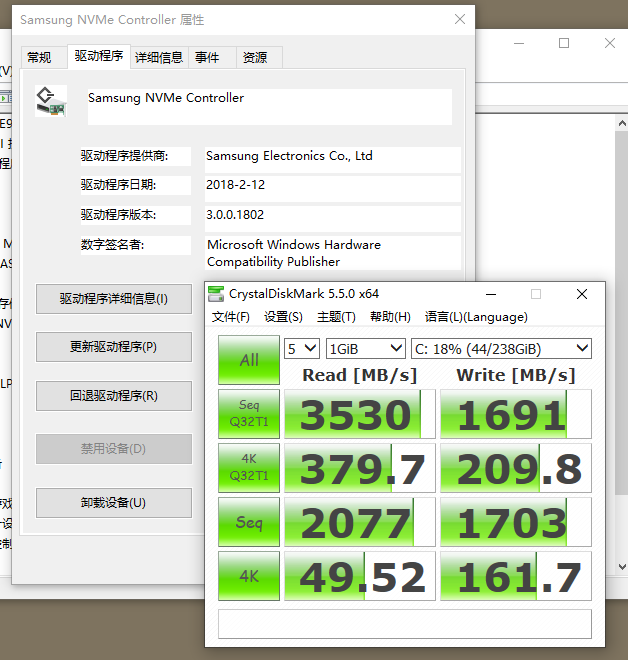 Samsung NVMe Controller 属性
常规 驱动程序 详细信息 事件 资源
Samsung NVMe Controller
驱动程序提供商: Samsung Electronics Co., Ltd
驱动程序日期: 2018-2-12
驱动程序版本: 3.0.0.1802
数字签名者: Microsoft Windows Hardware
Compatibility Publisher
驱动程序详细信息(I)
更新驱动程序(P)
回退驱动程序(R)
禁用设备(D)
卸载设备(U)
CrystalDiskMark 5.5.0 x64
文件(F) 设置(S) 主题(T) 帮助(H) 语言(L)(Language)
All 5 1GiB C: 18% (44/238GiB)
Read [MB/s] Write [MB/s]
Seq
Q32T1 3530 1691
4K
Q32T1 379.7 209.8
Seq 2077 1703
4K 49.52 161.7